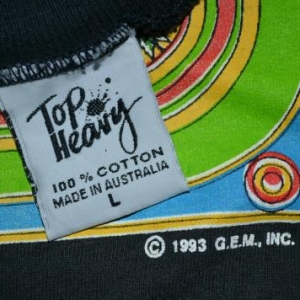 Top
Heavy
100 % COTTON
MADE IN AUSTRALIA
L
© 1993 G.E.M., INC.